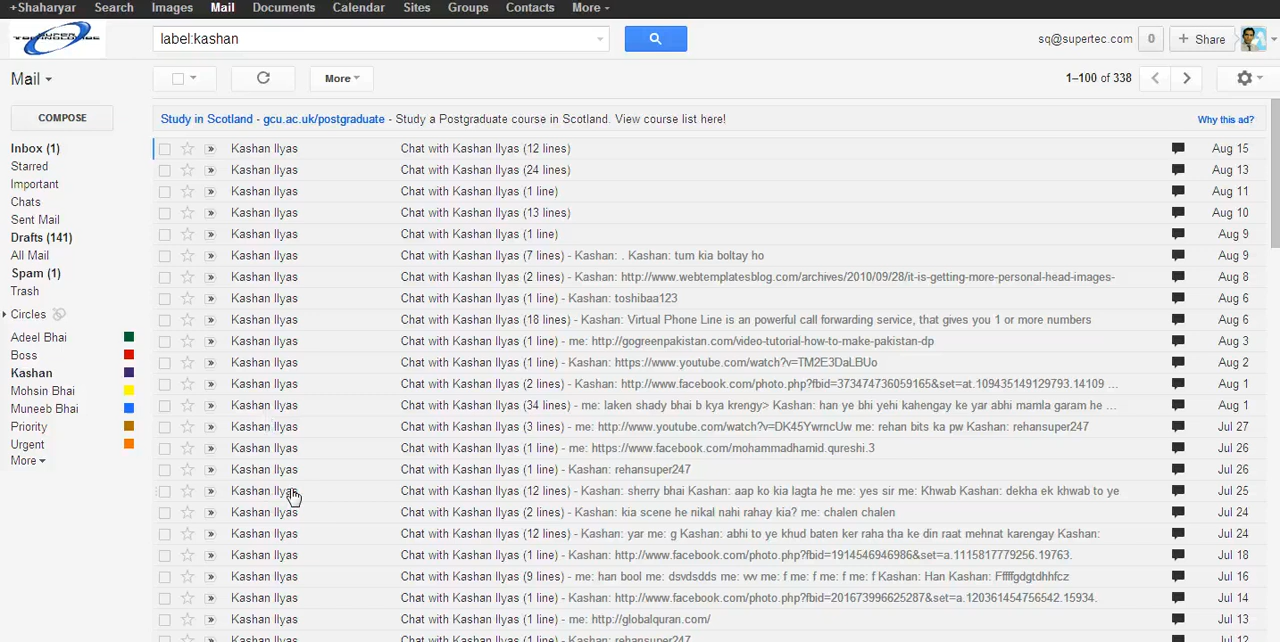 +Shaharyar Search Images Mail Documents Calendar Sites Groups Contacts More
SUPER TECHNOLOGIES
label:kashan
sq@supertec.com 0 + Share
Mail
More
1–100 of 338
COMPOSE
Study in Scotland - gcu.ac.uk/postgraduate - Study a Postgraduate course in Scotland. View course list here! Why this ad?
Inbox (1)
Starred
Important
Chats
Sent Mail
Drafts (141)
All Mail
Spam (1)
Trash
Circles
Adeel Bhai
Boss
Kashan
Mohsin Bhai
Muneeb Bhai
Priority
Urgent
More
Kashan Ilyas Chat with Kashan Ilyas (12 lines) Aug 15
Kashan Ilyas Chat with Kashan Ilyas (24 lines) Aug 13
Kashan Ilyas Chat with Kashan Ilyas (1 line) Aug 11
Kashan Ilyas Chat with Kashan Ilyas (13 lines) Aug 10
Kashan Ilyas Chat with Kashan Ilyas (1 line) Aug 9
Kashan Ilyas Chat with Kashan Ilyas (7 lines) - Kashan: . Kashan: tum kia boltay ho Aug 9
Kashan Ilyas Chat with Kashan Ilyas (2 lines) - Kashan: http://www.webtemplatesblog.com/archives/2010/09/28/it-is-getting-more-personal-head-images- Aug 8
Kashan Ilyas Chat with Kashan Ilyas (1 line) - Kashan: toshibaa123 Aug 6
Kashan Ilyas Chat with Kashan Ilyas (18 lines) - Kashan: Virtual Phone Line is an powerful call forwarding service, that gives you 1 or more numbers Aug 6
Kashan Ilyas Chat with Kashan Ilyas (1 line) - me: http://gogreenpakistan.com/video-tutorial-how-to-make-pakistan-dp Aug 3
Kashan Ilyas Chat with Kashan Ilyas (1 line) - Kashan: https://www.youtube.com/watch?v=TM2E3DaLBUo Aug 2
Kashan Ilyas Chat with Kashan Ilyas (2 lines) - Kashan: http://www.facebook.com/photo.php?fbid=373474736059165&set=at.109435149129793.14109 ... Aug 1
Kashan Ilyas Chat with Kashan Ilyas (34 lines) - me: laken shady bhai b kya krengy> Kashan: han ye bhi yehi kahengay ke yar abhi mamla garam he ... Aug 1
Kashan Ilyas Chat with Kashan Ilyas (3 lines) - me: http://www.youtube.com/watch?v=DK45YwrncUw me: rehan bits ka pw Kashan: rehansuper247 Jul 27
Kashan Ilyas Chat with Kashan Ilyas (1 line) - me: https://www.facebook.com/mohammadhamid.qureshi.3 Jul 26
Kashan Ilyas Chat with Kashan Ilyas (1 line) - Kashan: rehansuper247 Jul 26
Kashan Ilyas Chat with Kashan Ilyas (12 lines) - Kashan: sherry bhai Kashan: aap ko kia lagta he me: yes sir me: Khwab Kashan: dekha ek khwab to ye Jul 25
Kashan Ilyas Chat with Kashan Ilyas (2 lines) - Kashan: kia scene he nikal nahi rahay kia? me: chalen chalen Jul 24
Kashan Ilyas Chat with Kashan Ilyas (12 lines) - Kashan: yar me: g Kashan: abhi to ye khud baten ker raha tha ke din raat mehnat karengay Kashan: Jul 24
Kashan Ilyas Chat with Kashan Ilyas (1 line) - Kashan: http://www.facebook.com/photo.php?fbid=1914546946986&set=a.1115817779256.19763. Jul 18
Kashan Ilyas Chat with Kashan Ilyas (9 lines) - me: han bool me: dsvdsdds me: vw me: f me: f me: f me: f Kashan: Han Kashan: Fffffgdgtdhhfcz Jul 16
Kashan Ilyas Chat with Kashan Ilyas (1 line) - Kashan: http://www.facebook.com/photo.php?fbid=201673996625287&set=a.120361454756542.15934. Jul 14
Kashan Ilyas Chat with Kashan Ilyas (1 line) - me: http://globalquran.com/ Jul 13
Kashan Ilyas Chat with Kashan Ilyas (1 line) - Kashan: rehansuper247 Jul 12